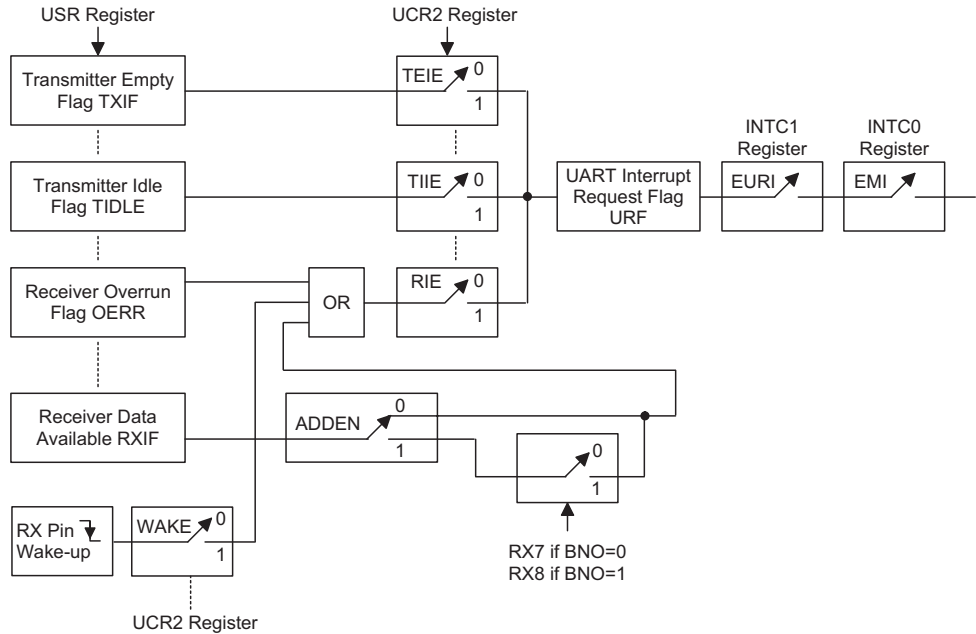 USR Register
UCR2 Register
Transmitter Empty
Flag TXIF
TEIE
0
1
INTC1
Register
INTC0
Register
Transmitter Idle
Flag TIDLE
TIIE
0
1
UART Interrupt
Request Flag
URF
EURI
EMI
Receiver Overrun
Flag OERR
OR
RIE
0
1
Receiver Data
Available RXIF
ADDEN
0
1
0
1
RX Pin
Wake-up
WAKE
0
1
RX7 if BNO=0
RX8 if BNO=1
UCR2 Register